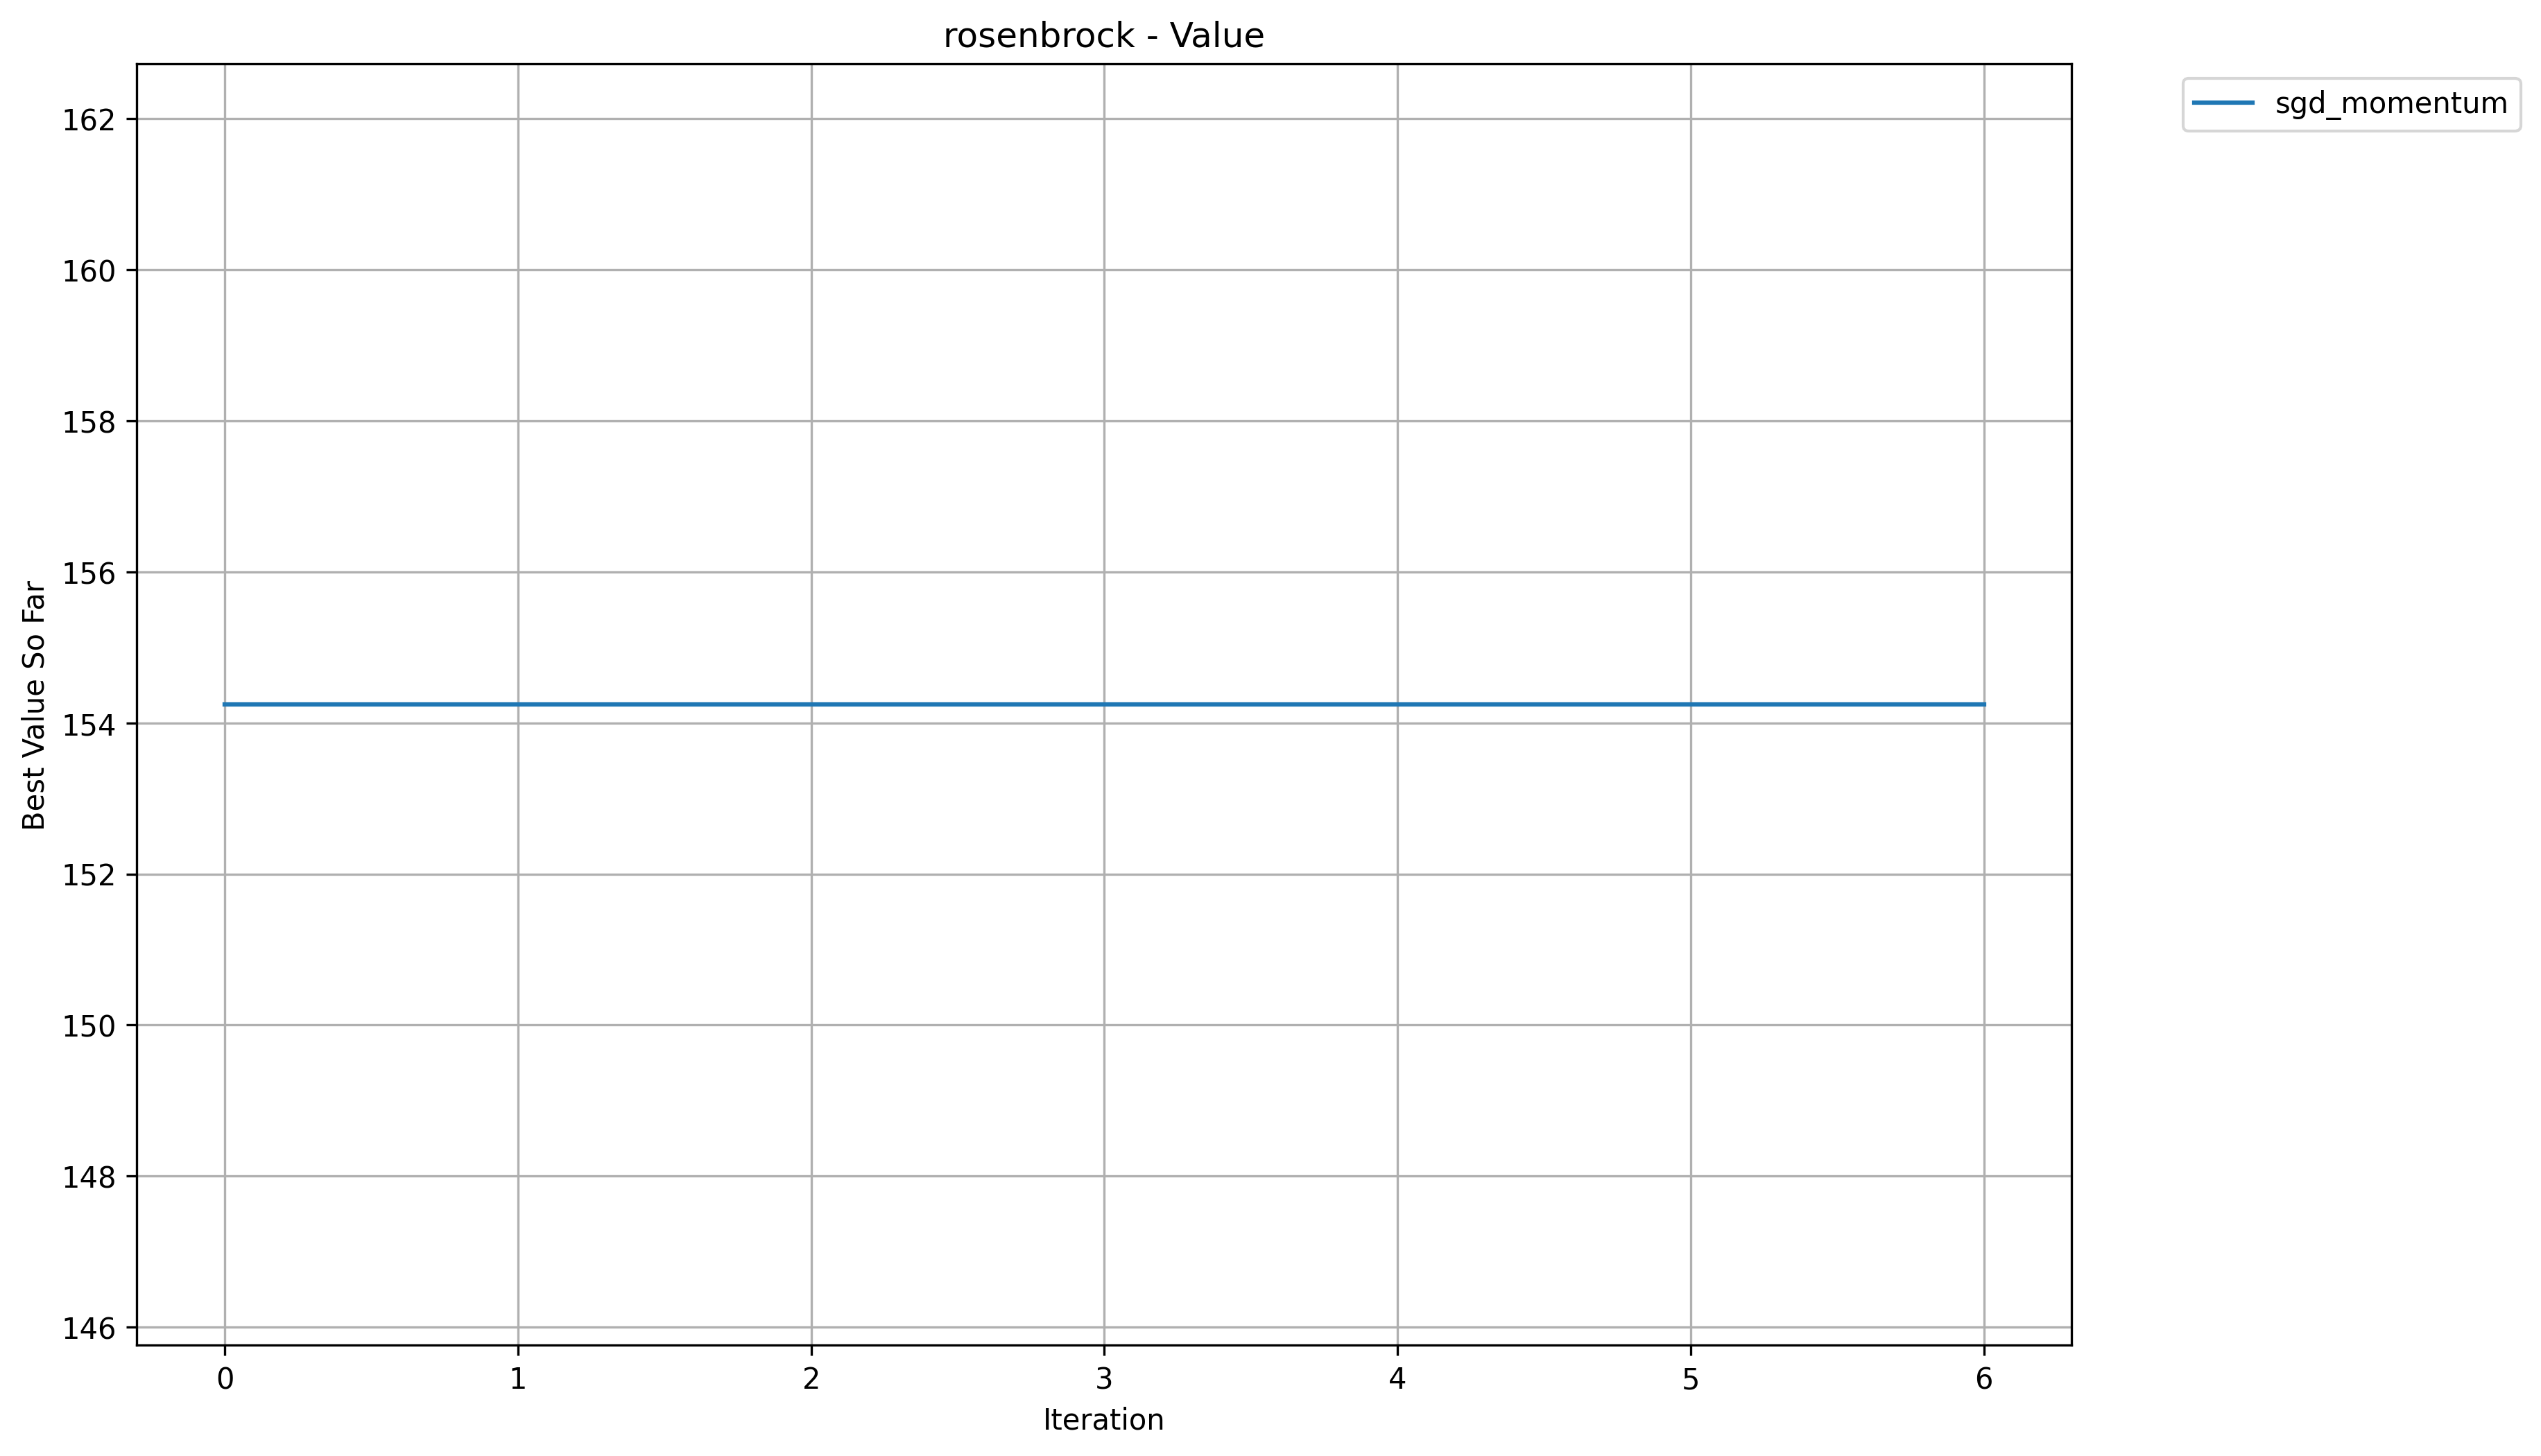 rosenbrock - Value
sgd_momentum
Best Value So Far
162
160
158
156
154
152
150
148
146
0 1 2 3 4 5 6
Iteration